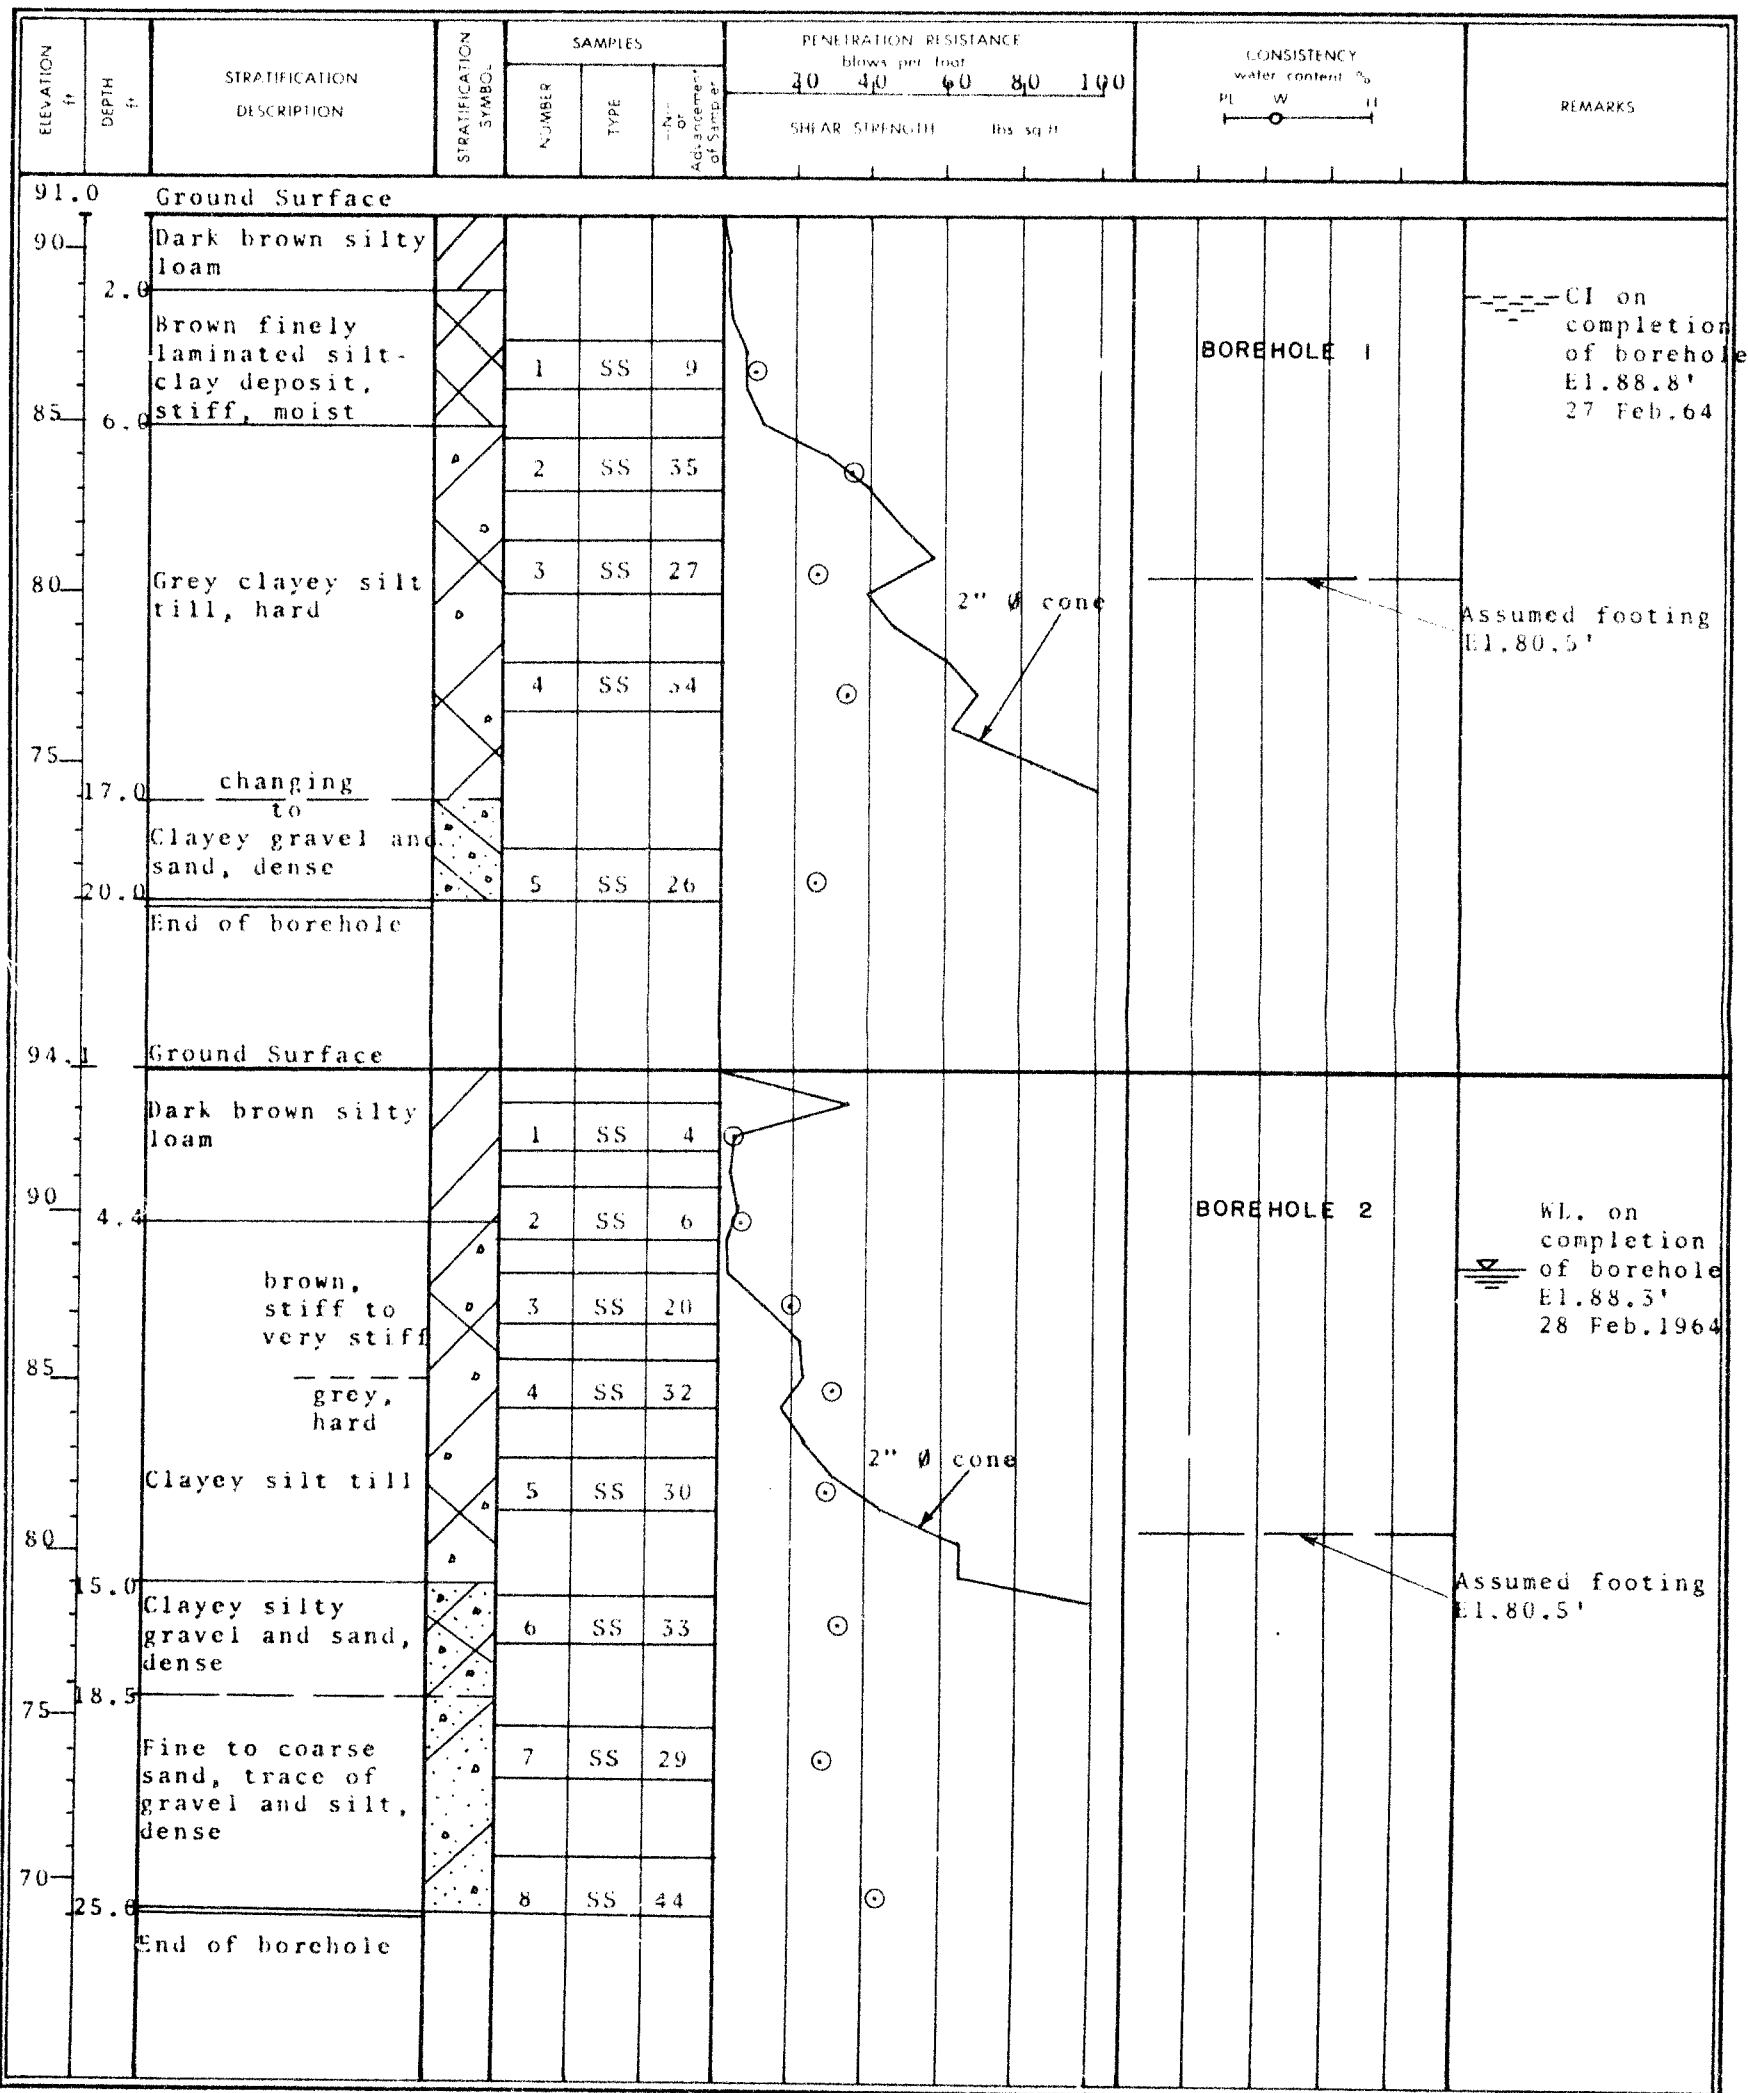 ELEVATION ft
DEPTH ft
STRATIFICATION
DESCRIPTION
STRATIFICATION
SYMBOL
SAMPLES
NUMBER
TYPE
"N"
or
Advancement
of Sampler
PENETRATION RESISTANCE
blows per foot
20 40 60 80 100
SHEAR STRENGTH lbs sq ft
CONSISTENCY
water content %
PL W
REMARKS
91.0 Ground Surface
90 Dark brown silty
loam
2.0
Brown finely
laminated silt-
clay deposit,
stiff, moist
1 SS 9
BOREHOLE 1
CI on
completion
of borehole
El.88.8'
27 Feb.64
85 6.0
2 SS 35
3 SS 27
80 Grey clayey silt
till, hard
2" Ø cone
Assumed footing
El.80.5'
4 SS 34
75
changing
17.0
to
Clayey gravel and
sand, dense
5 SS 26
20.0
End of borehole
94.1 Ground Surface
Dark brown silty
loam
1 SS 4
90
4.4
2 SS 6
BOREHOLE 2
WL. on
completion
of borehole
El.88.3'
28 Feb.1964
brown,
stiff to
very stiff
3 SS 20
85
grey,
hard
4 SS 32
2" Ø cone
Clayey silt till
5 SS 30
80
15.0
Assumed footing
El.80.5'
Clayey silty
gravel and sand,
dense
6 SS 33
18.5
75
Fine to coarse
sand, trace of
gravel and silt,
dense
7 SS 29
70
25.0
8 SS 44
End of borehole